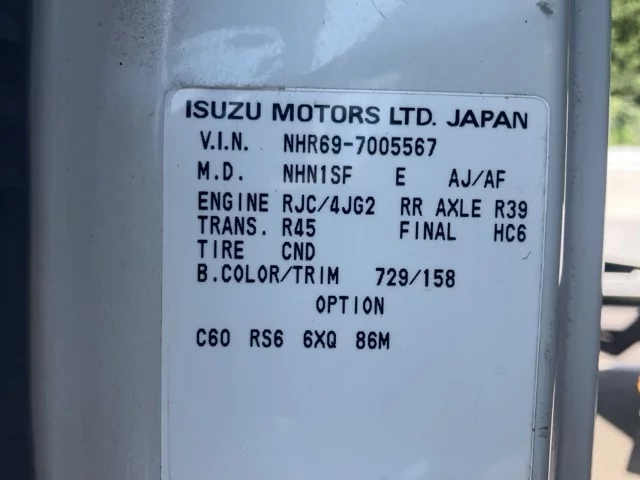 ISUZU MOTORS LTD. JAPAN
V.I.N. NHR69-7005567
M.D. NHN1SF E AJ/AF
ENGINE RJC/4JG2 RR AXLE R39
TRANS. R45 FINAL HC6
TIRE CND
B.COLOR/TRIM 729/158
OPTION
C60 RS6 6XQ 86M